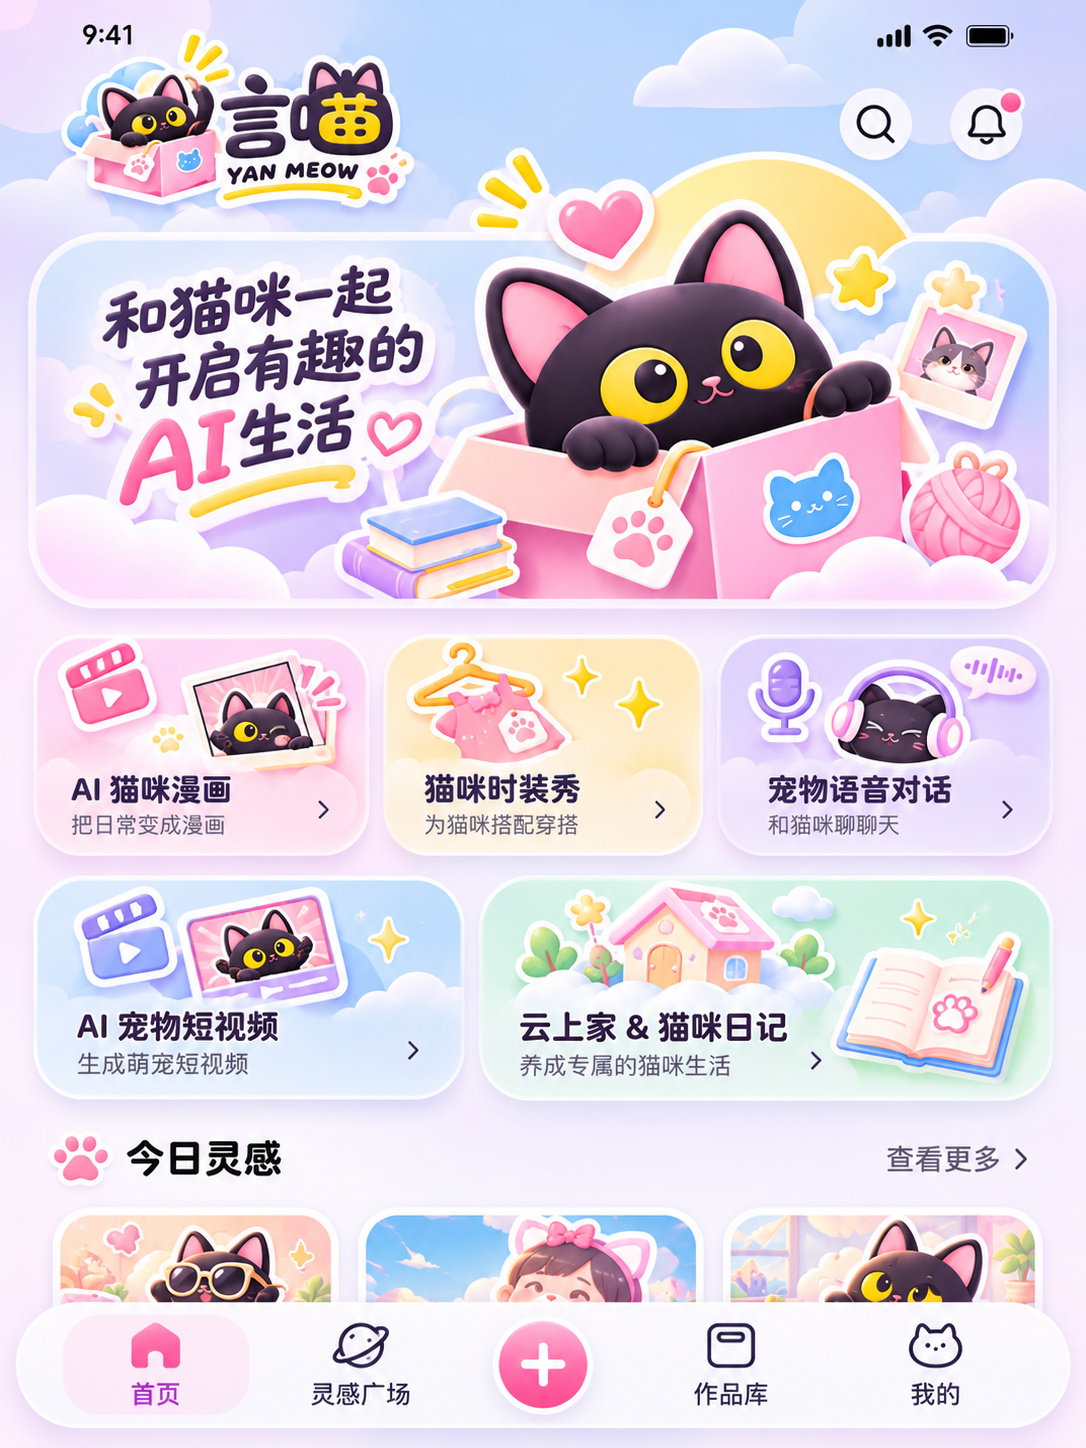 9:41
言喵
YAN MEOW
和猫咪一起
开启有趣的
AI生活
AI 猫咪漫画
把日常变成漫画
猫咪时装秀
为猫咪搭配穿搭
宠物语音对话
和猫咪聊聊天
AI 宠物短视频
生成萌宠短视频
云上家 & 猫咪日记
养成专属的猫咪生活
今日灵感
查看更多
首页
灵感广场
作品库
我的